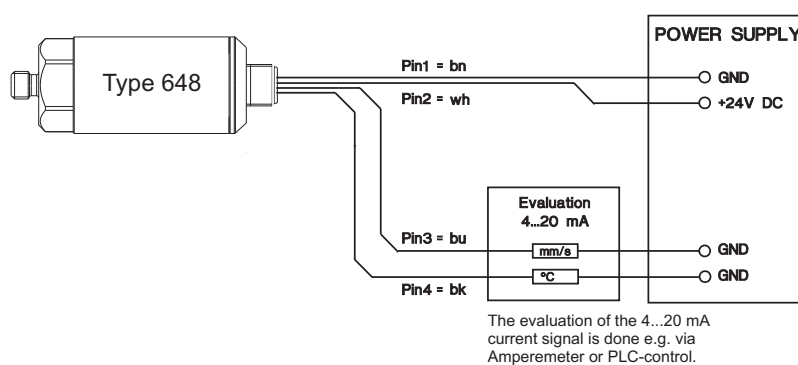 POWER SUPPLY
Type 648
Pin1 = bn
GND
Pin2 = wh
+24V DC
Evaluation
4...20 mA
Pin3 = bu
mm/s
GND
Pin4 = bk
°C
GND
The evaluation of the 4...20 mA
current signal is done e.g. via
Amperemeter or PLC-control.